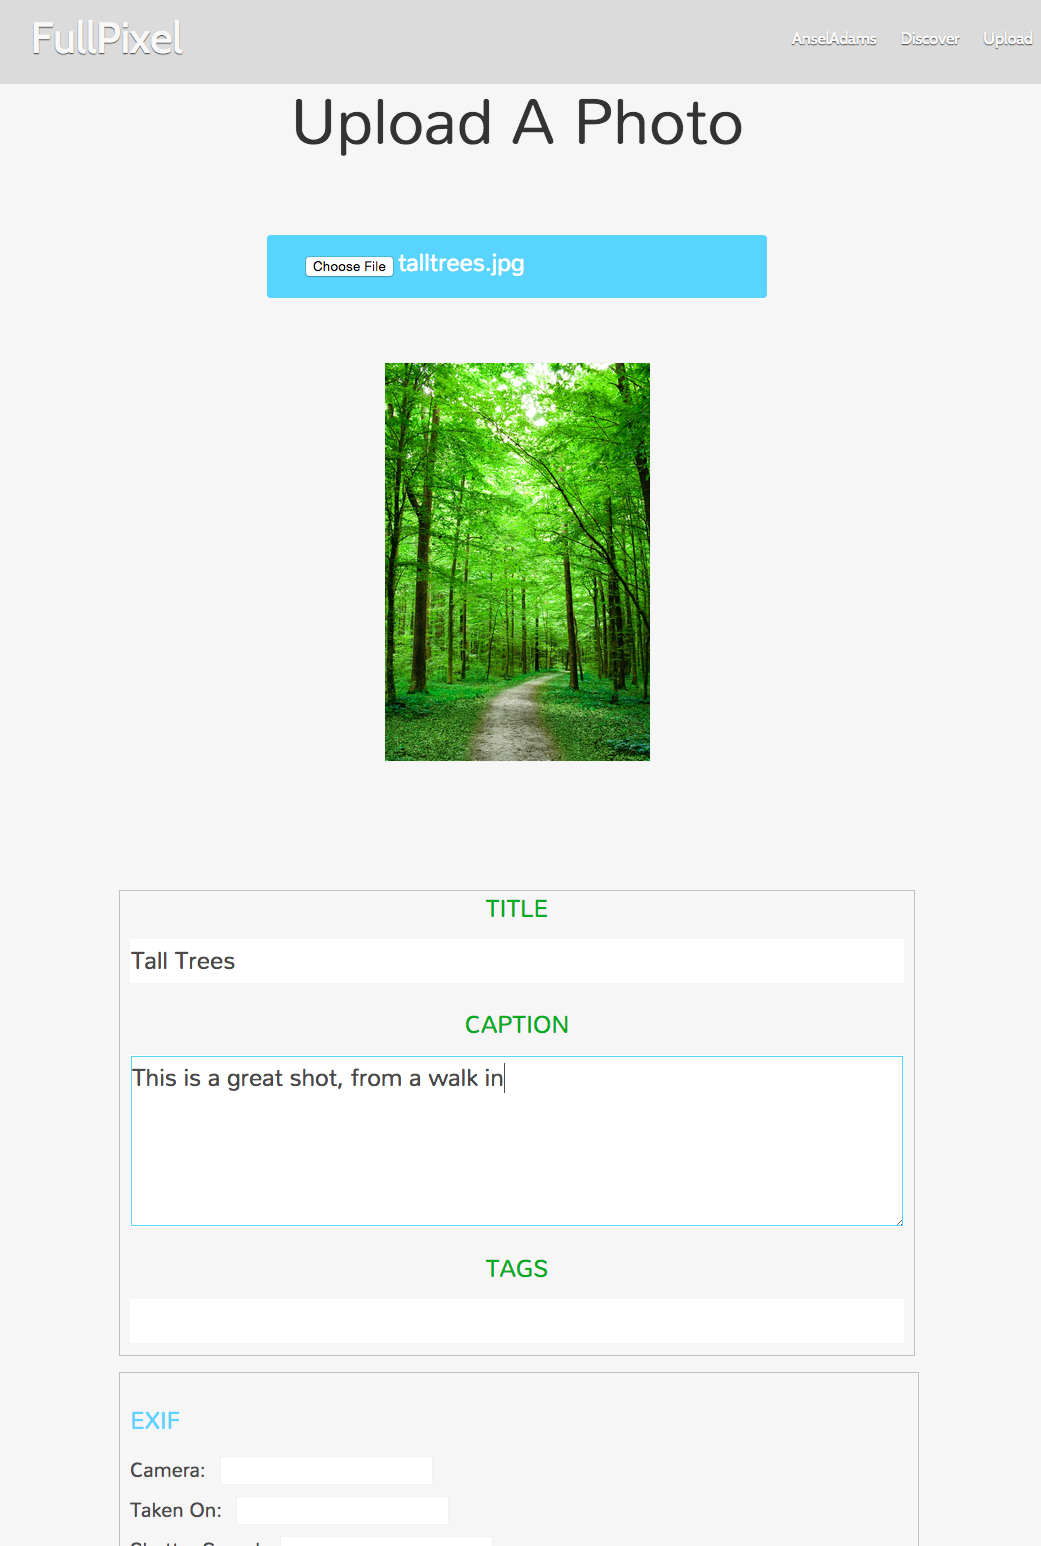 FullPixel
AnselAdams Discover Upload
Upload A Photo
Choose File talltrees.jpg
TITLE
Tall Trees
CAPTION
This is a great shot, from a walk in
TAGS
EXIF
Camera:
Taken On: